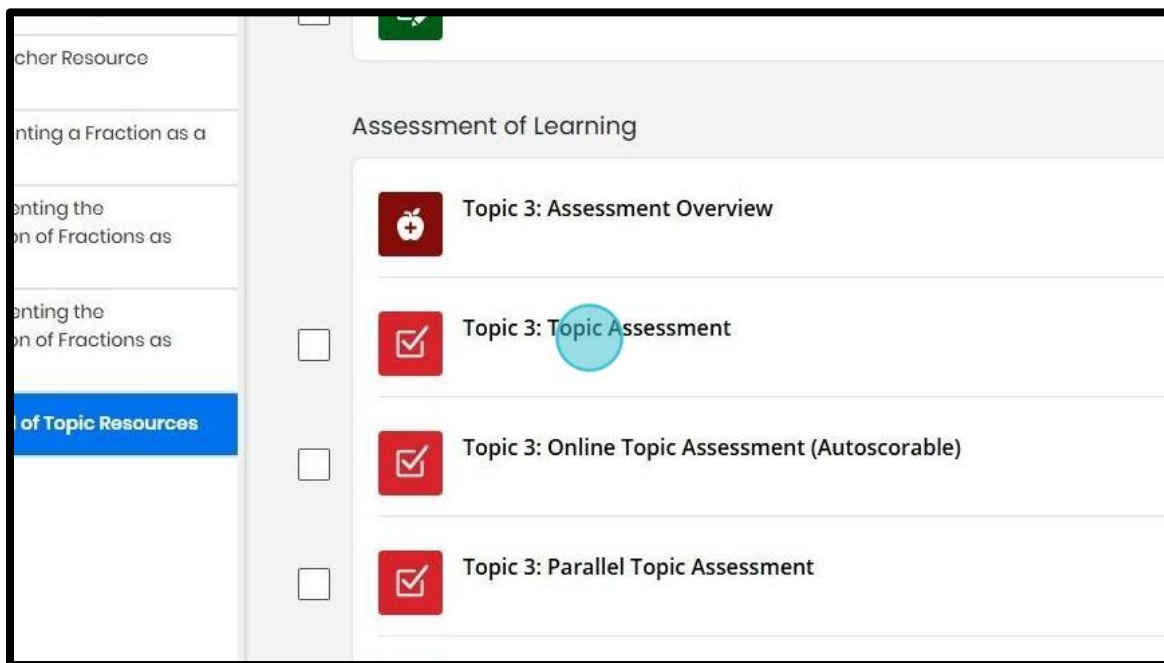 cher Resource
nting a Fraction as a
enting the
on of Fractions as
enting the
on of Fractions as
l of Topic Resources
Assessment of Learning
Topic 3: Assessment Overview
Topic 3: Topic Assessment
Topic 3: Online Topic Assessment (Autoscorable)
Topic 3: Parallel Topic Assessment